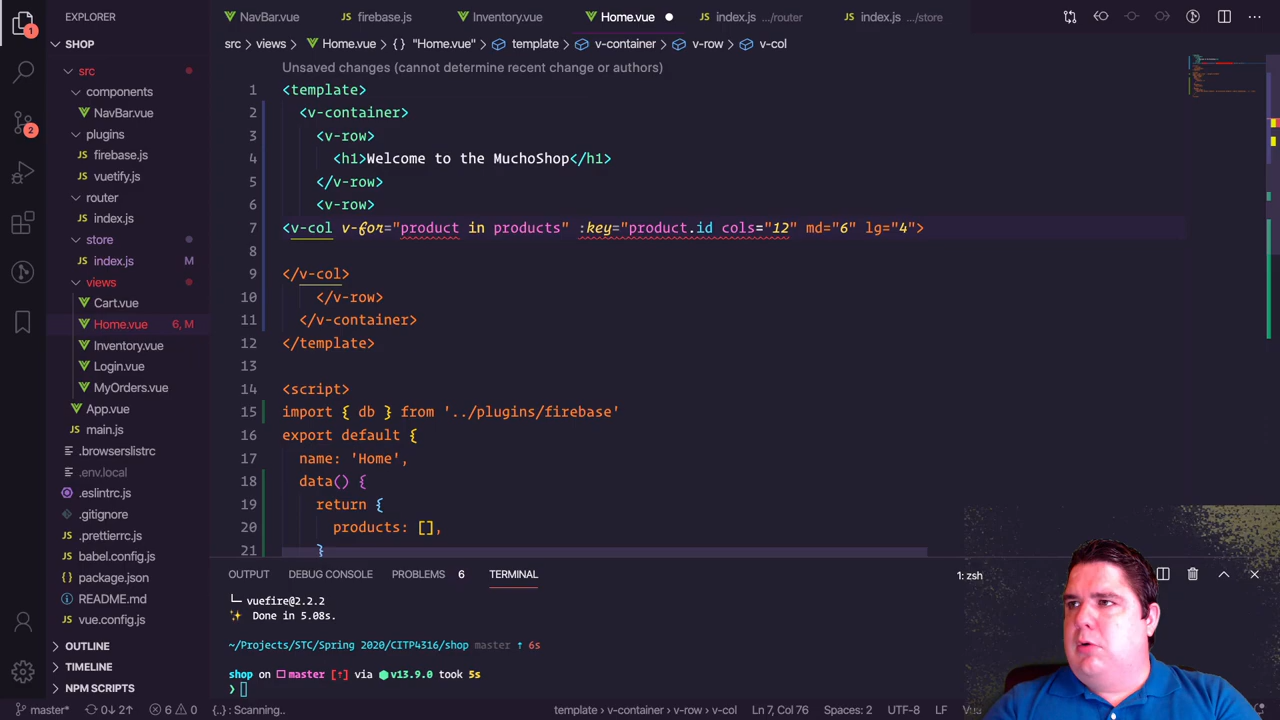 NavBar.vue
firebase.js
Inventory.vue
Home.vue
index.js .../router
index.js .../store
EXPLORER
SHOP
src
components
NavBar.vue
plugins
firebase.js
vuetify.js
router
index.js
store
index.js M
views
Cart.vue
Home.vue 6, M
Inventory.vue
Login.vue
MyOrders.vue
App.vue
main.js
.browserslistrc
.env.local
.eslintrc.js
.gitignore
.prettierrc.js
babel.config.js
package.json
README.md
vue.config.js
OUTLINE
TIMELINE
NPM SCRIPTS
1
2
src > views > Home.vue > {} "Home.vue" > template > v-container > v-row > v-col
Unsaved changes (cannot determine recent change or authors)
1 <template>
2 <v-container>
3 <v-row>
4 <h1>Welcome to the MuchoShop</h1>
5 </v-row>
6 <v-row>
7 <v-col v-for="product in products" :key="product.id cols="12" md="6" lg="4">
8
9 </v-col>
10 </v-row>
11 </v-container>
12 </template>
13
14 <script>
15 import { db } from '../plugins/firebase'
16 export default {
17 name: 'Home',
18 data() {
19 return {
20 products: [],
21 }
OUTPUT DEBUG CONSOLE PROBLEMS 6 TERMINAL
1: zsh
└─ vuefire@2.2.2
✨ Done in 5.08s.
~/Projects/STC/Spring 2020/CITP4316/shop master ⇡ 6s
shop on master [⇡] via v13.9.0 took 5s
❯
master* 0↓ 2↑ 6 0 {..} : Scanning..
template > v-container > v-row > v-col Ln 7, Col 76 Spaces: 2 UTF-8 LF